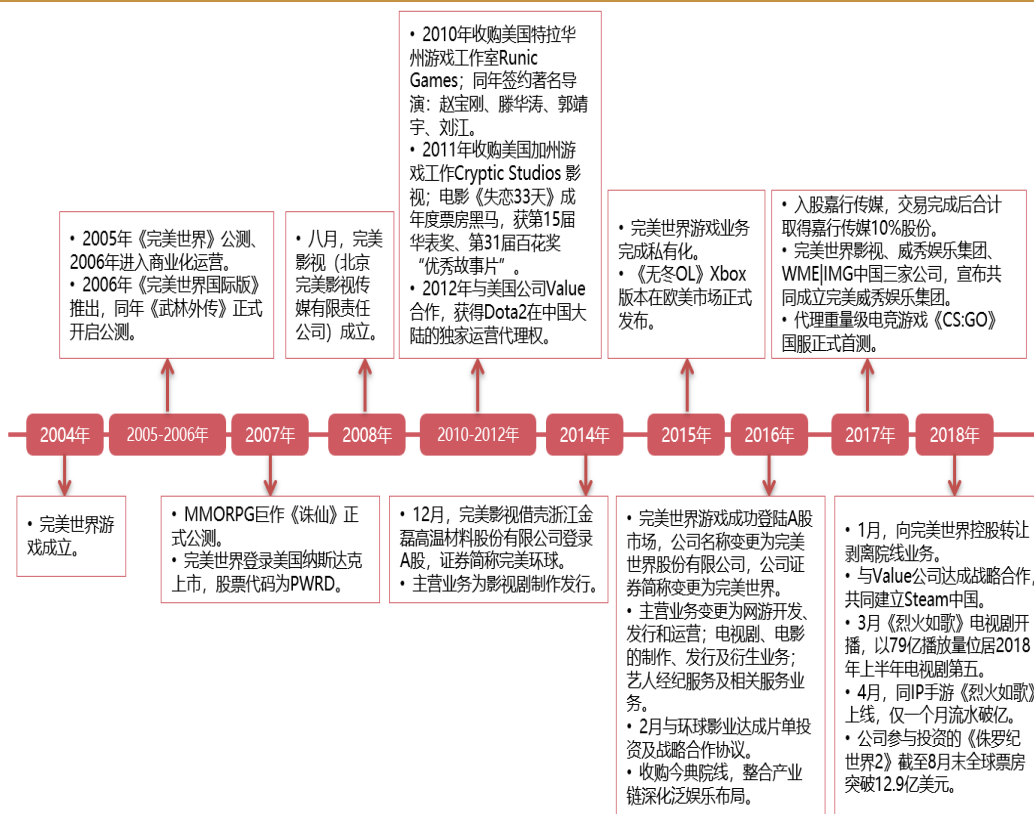 • 2010年收购美国特拉华
州游戏工作室Runic
Games；同年签约著名导
演：赵宝刚、滕华涛、郭靖
宇、刘江。
• 2011年收购美国加州游
戏工作Cryptic Studios 影
视；电影《失恋33天》成
年度票房黑马，获第15届
华表奖、第31届百花奖
“优秀故事片”。
• 2012年与美国公司Value
合作，获得Dota2在中国大
陆的独家运营代理权。
• 2005年《完美世界》公测、
2006年进入商业化运营。
• 2006年《完美世界国际版》
推出，同年《武林外传》正式
开启公测。
• 八月，完美
影视（北京
完美影视传
媒有限责任
公司）成立。
• 完美世界游戏业务
完成私有化。
• 《无冬OL》Xbox
版本在欧美市场正式
发布。
• 入股嘉行传媒，交易完成后合计
取得嘉行传媒10%股份。
• 完美世界影视、威秀娱乐集团、
WME|IMG中国三家公司，宣布共
同成立完美威秀娱乐集团。
• 代理重量级电竞游戏《CS:GO》
国服正式首测。
2004年
2005-2006年
2007年
2008年
2010-2012年
2014年
2015年
2016年
2017年
2018年
• 完美世界游
戏成立。
• MMORPG巨作《诛仙》正
式公测。
• 完美世界登录美国纳斯达克
上市，股票代码为PWRD。
• 12月，完美影视借壳浙江金
磊高温材料股份有限公司登录
A股，证券简称完美环球。
• 主营业务为影视剧制作发行。
• 完美世界游戏成功登陆A股
市场，公司名称变更为完美
世界股份有限公司，公司证
券简称变更为完美世界。
• 主营业务变更为网游开发、
发行和运营；电视剧、电影
的制作、发行及衍生业务；
艺人经纪服务及相关服务业
务。
• 2月与环球影业达成片单投
资及战略合作协议。
• 收购今典院线，整合产业
链深化泛娱乐布局。
• 1月，向完美世界控股转让
剥离院线业务。
• 与Value公司达成战略合作，
共同建立Steam中国。
• 3月《烈火如歌》电视剧开
播，以79亿播放量位居2018
年上半年电视剧第五。
• 4月，同IP手游《烈火如歌》
上线，仅一个月流水破亿。
• 公司参与投资的《侏罗纪
世界2》截至8月末全球票房
突破12.9亿美元。